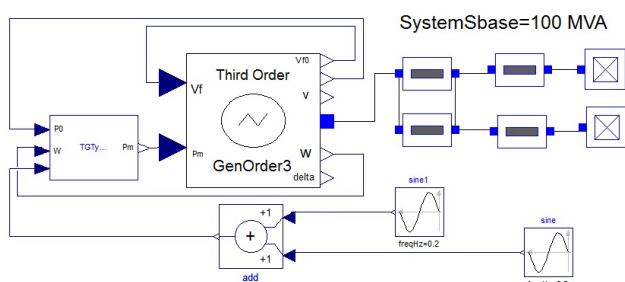 SystemSbase=100 MVA
Vf0
Third Order
Vf
V
P0
W
TGTy...
Pm
Pm
W
GenOrder3
delta
+1
+
+1
add
sine1
freqHz=0.2
sine